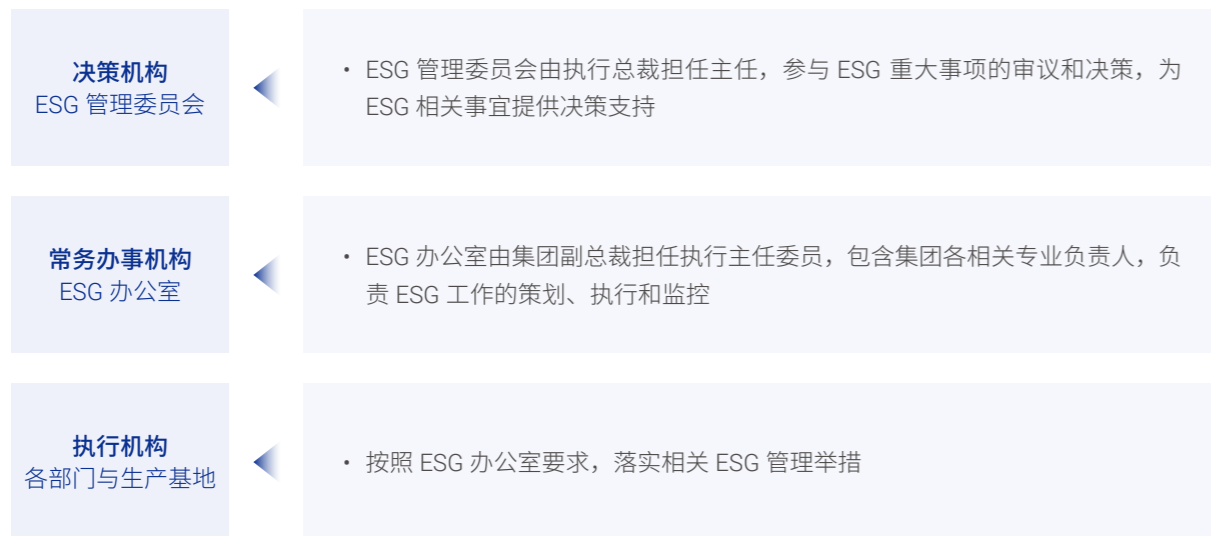 决策机构
ESG 管理委员会
• ESG 管理委员会由执行总裁担任主任，参与 ESG 重大事项的审议和决策，为
ESG 相关事宜提供决策支持
常务办事机构
ESG 办公室
• ESG 办公室由集团副总裁担任执行主任委员，包含集团各相关专业负责人，负
责 ESG 工作的策划、执行和监控
执行机构
各部门与生产基地
• 按照 ESG 办公室要求，落实相关 ESG 管理举措